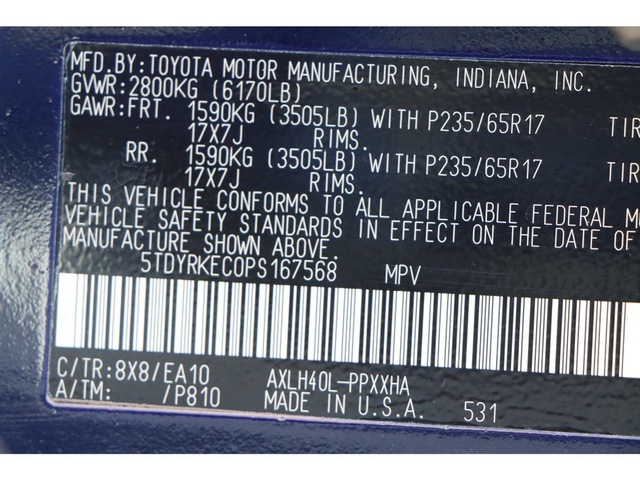 MFD.BY:TOYOTA MOTOR MANUFACTURING, INDIANA, INC.
GVWR:2800KG (6170LB)
GAWR:FRT. 1590KG (3505LB) WITH P235/65R17 TIR
17X7J RIMS.
RR. 1590KG (3505LB) WITH P235/65R17 TIR
17X7J RIMS.
THIS VEHICLE CONFORMS TO ALL APPLICABLE FEDERAL M
VEHICLE SAFETY STANDARDS IN EFFECT ON THE DATE OF
MANUFACTURE SHOWN ABOVE.
5TDYRKEC0PS167568 MPV
C/TR:8X8/EA10 AXLH40L-PPXXHA
A/TM: /P810 MADE IN U.S.A. 531